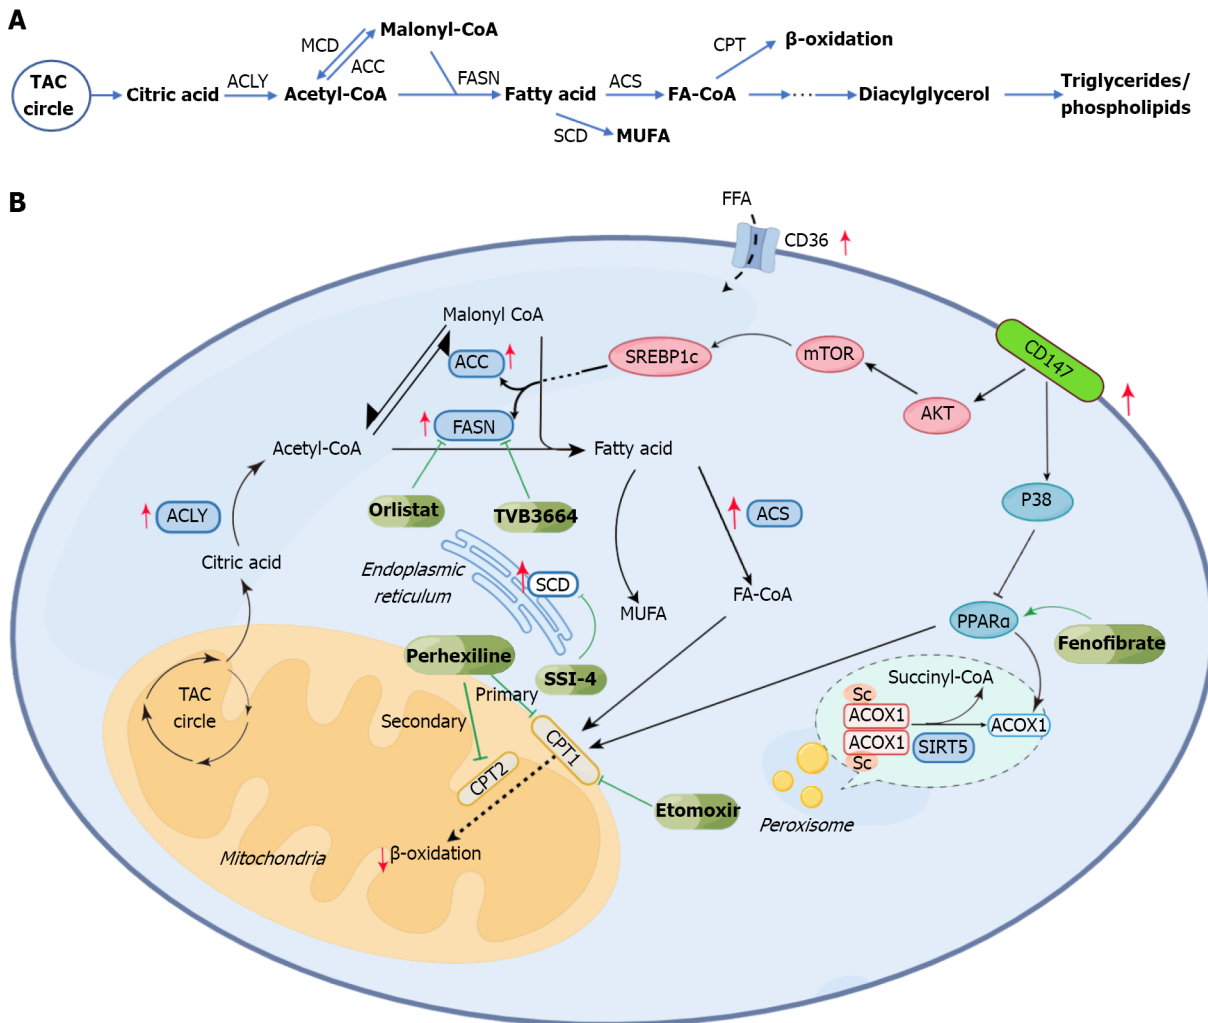 A
TAC
circle
Citric acid
ACLY
Acetyl-CoA
MCD
ACC
Malonyl-CoA
FASN
Fatty acid
ACS
SCD
MUFA
FA-CoA
CPT
β-oxidation
Diacylglycerol
Triglycerides/
phospholipids
B
FFA
CD36
Malonyl CoA
ACC
SREBP1c
mTOR
CD147
AKT
FASN
Acetyl-CoA
Fatty acid
Orlistat
TVB3664
ACLY
ACS
P38
Citric acid
Endoplasmic
reticulum
SCD
MUFA
FA-CoA
PPARα
Fenofibrate
Perhexiline
SSI-4
Primary
Secondary
TAC
circle
CPT1
CPT2
Succinyl-CoA
Sc
ACOX1
ACOX1
Sc
SIRT5
ACOX1
Etomoxir
Peroxisome
Mitochondria
β-oxidation